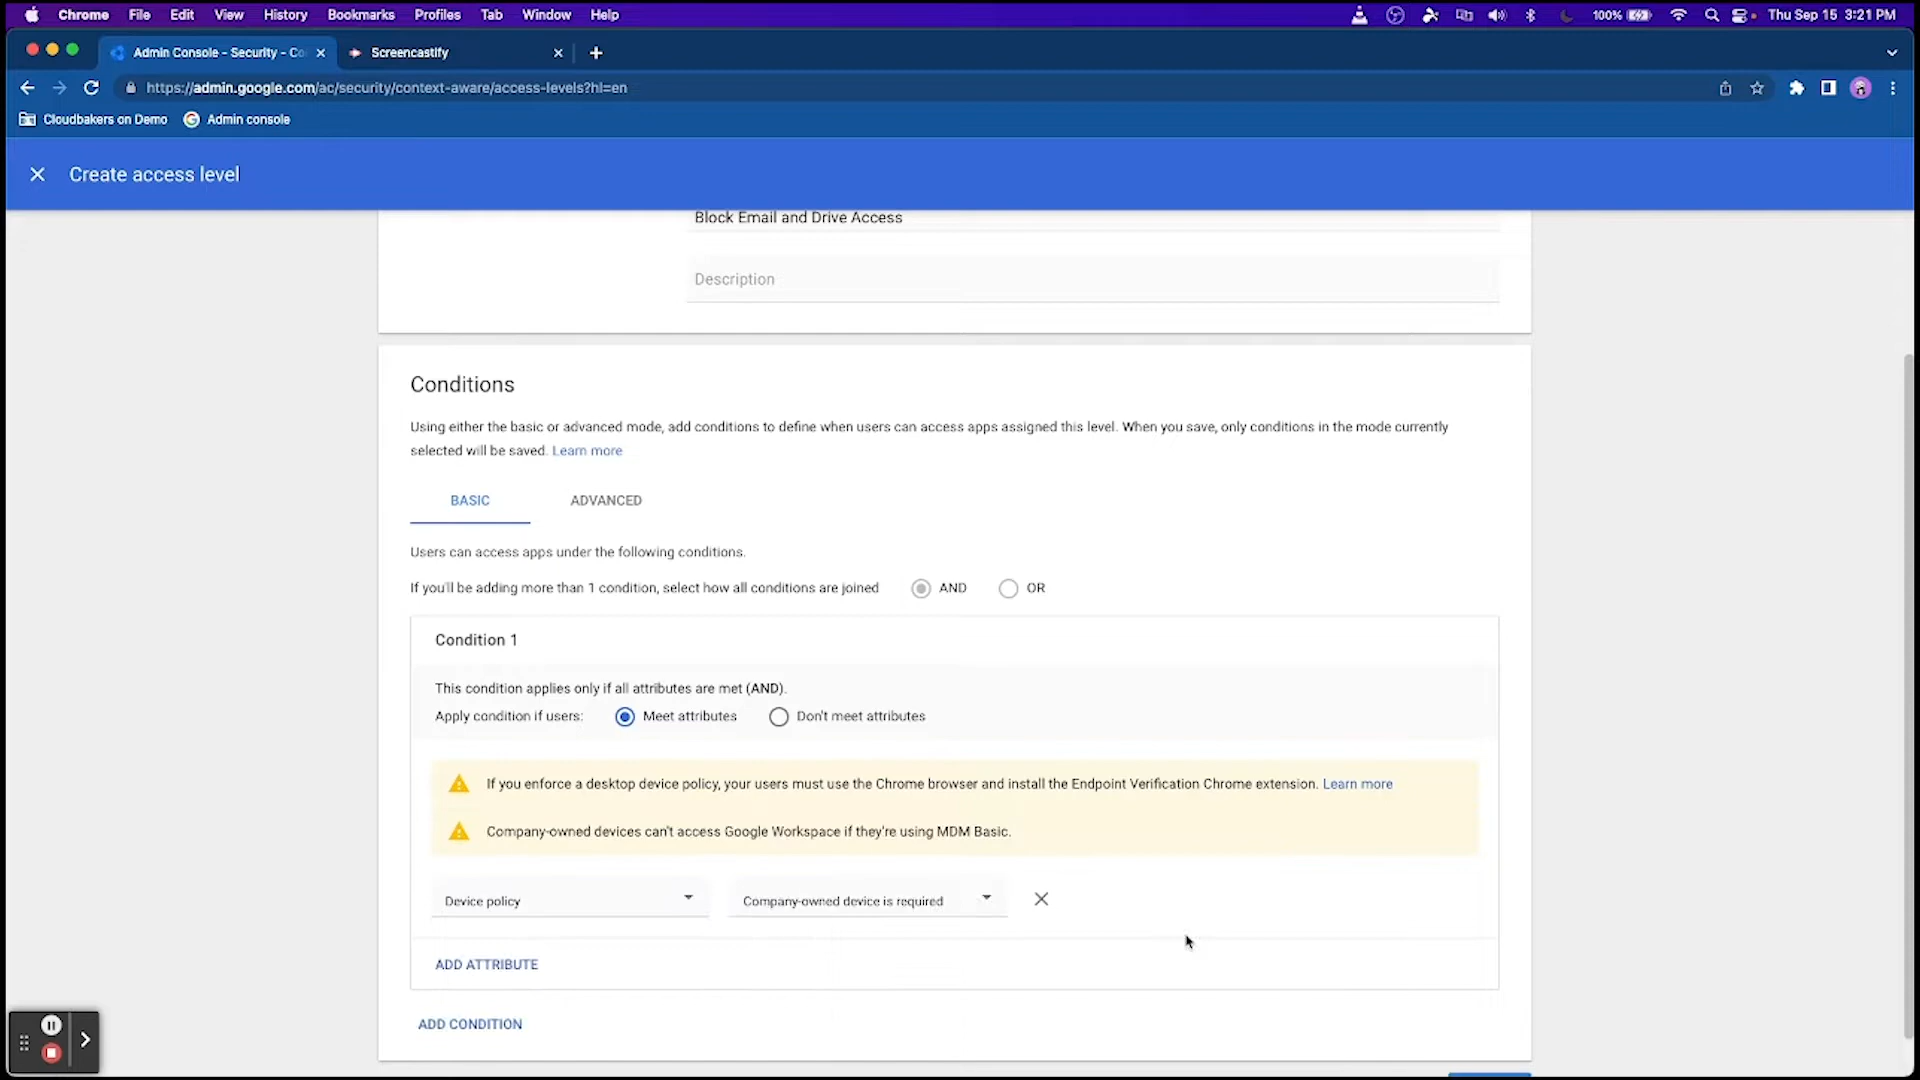 Chrome File Edit View History Bookmarks Profiles Tab Window Help 100% Thu Sep 15 3:21 PM
Admin Console - Security - Co Screencastify
https://admin.google.com/ac/security/context-aware/access-levels?hl=en
Cloudbakers on Demo Admin console
Create access level
Block Email and Drive Access
Description
Conditions
Using either the basic or advanced mode, add conditions to define when users can access apps assigned this level. When you save, only conditions in the mode currently
selected will be saved. Learn more
BASIC ADVANCED
Users can access apps under the following conditions.
If you'll be adding more than 1 condition, select how all conditions are joined AND OR
Condition 1
This condition applies only if all attributes are met (AND).
Apply condition if users: Meet attributes Don't meet attributes
If you enforce a desktop device policy, your users must use the Chrome browser and install the Endpoint Verification Chrome extension. Learn more
Company-owned devices can't access Google Workspace if they're using MDM Basic.
Device policy Company-owned device is required
ADD ATTRIBUTE
ADD CONDITION